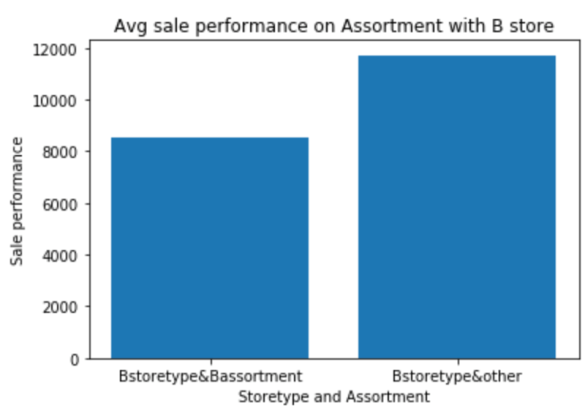 Avg sale performance on Assortment with B store
12000
10000
8000
6000
4000
2000
0
Sale performance
Bstoretype&Bassortment Bstoretype&other
Storetype and Assortment